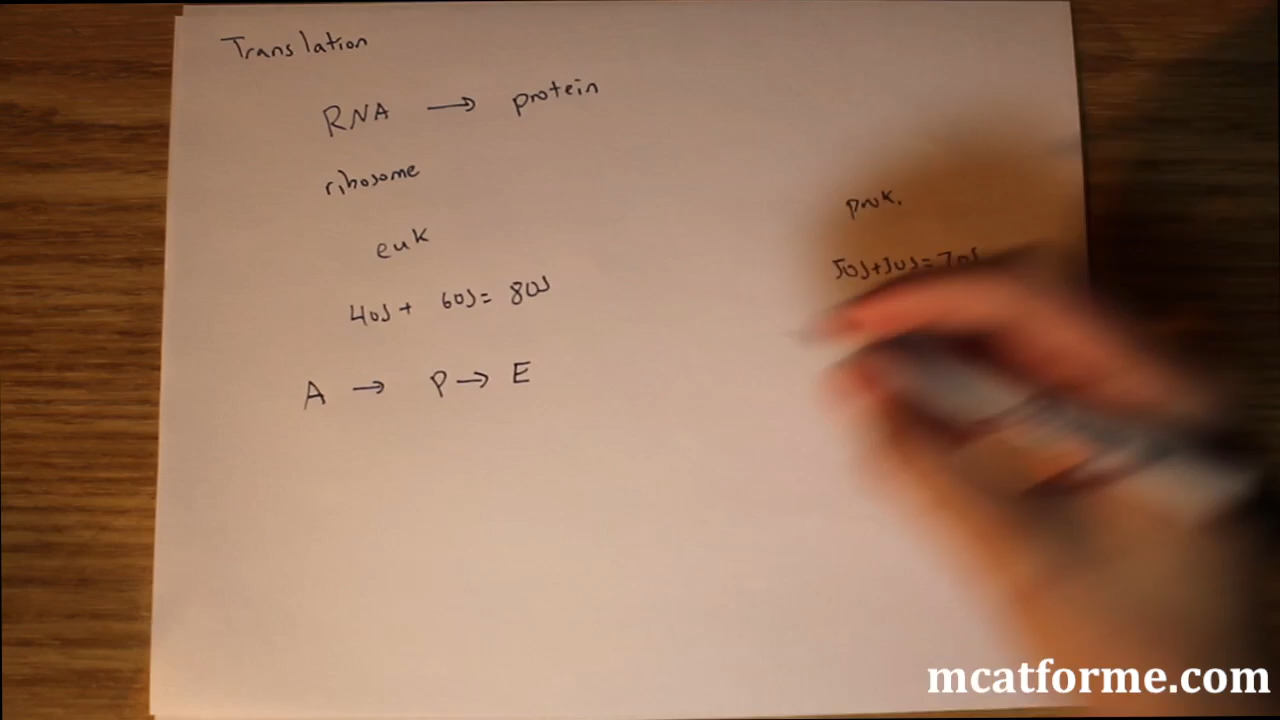 Translation
RNA → protein
ribosome
euk
40S + 60S = 80S
A → P → E
prok.
50S+30S=70S
mcatforme.com